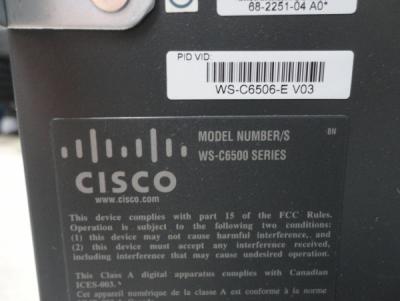 68-2251-04 A0*
PID VID:
WS-C6506-E V03
MODEL NUMBER/S
BN
WS-C6500 SERIES
CISCO
www.cisco.com
This device complies with part 15 of the FCC Rules.
Operation is subject to the following two conditions:
(1) this device may not cause harmful interference, and
(2) this device must accept any interference received,
including interference that may cause undesired operation.
This Class A digital apparatus complies with Canadian
ICES-003.
Cet appareil numérique de la classe A est conforme à la norme